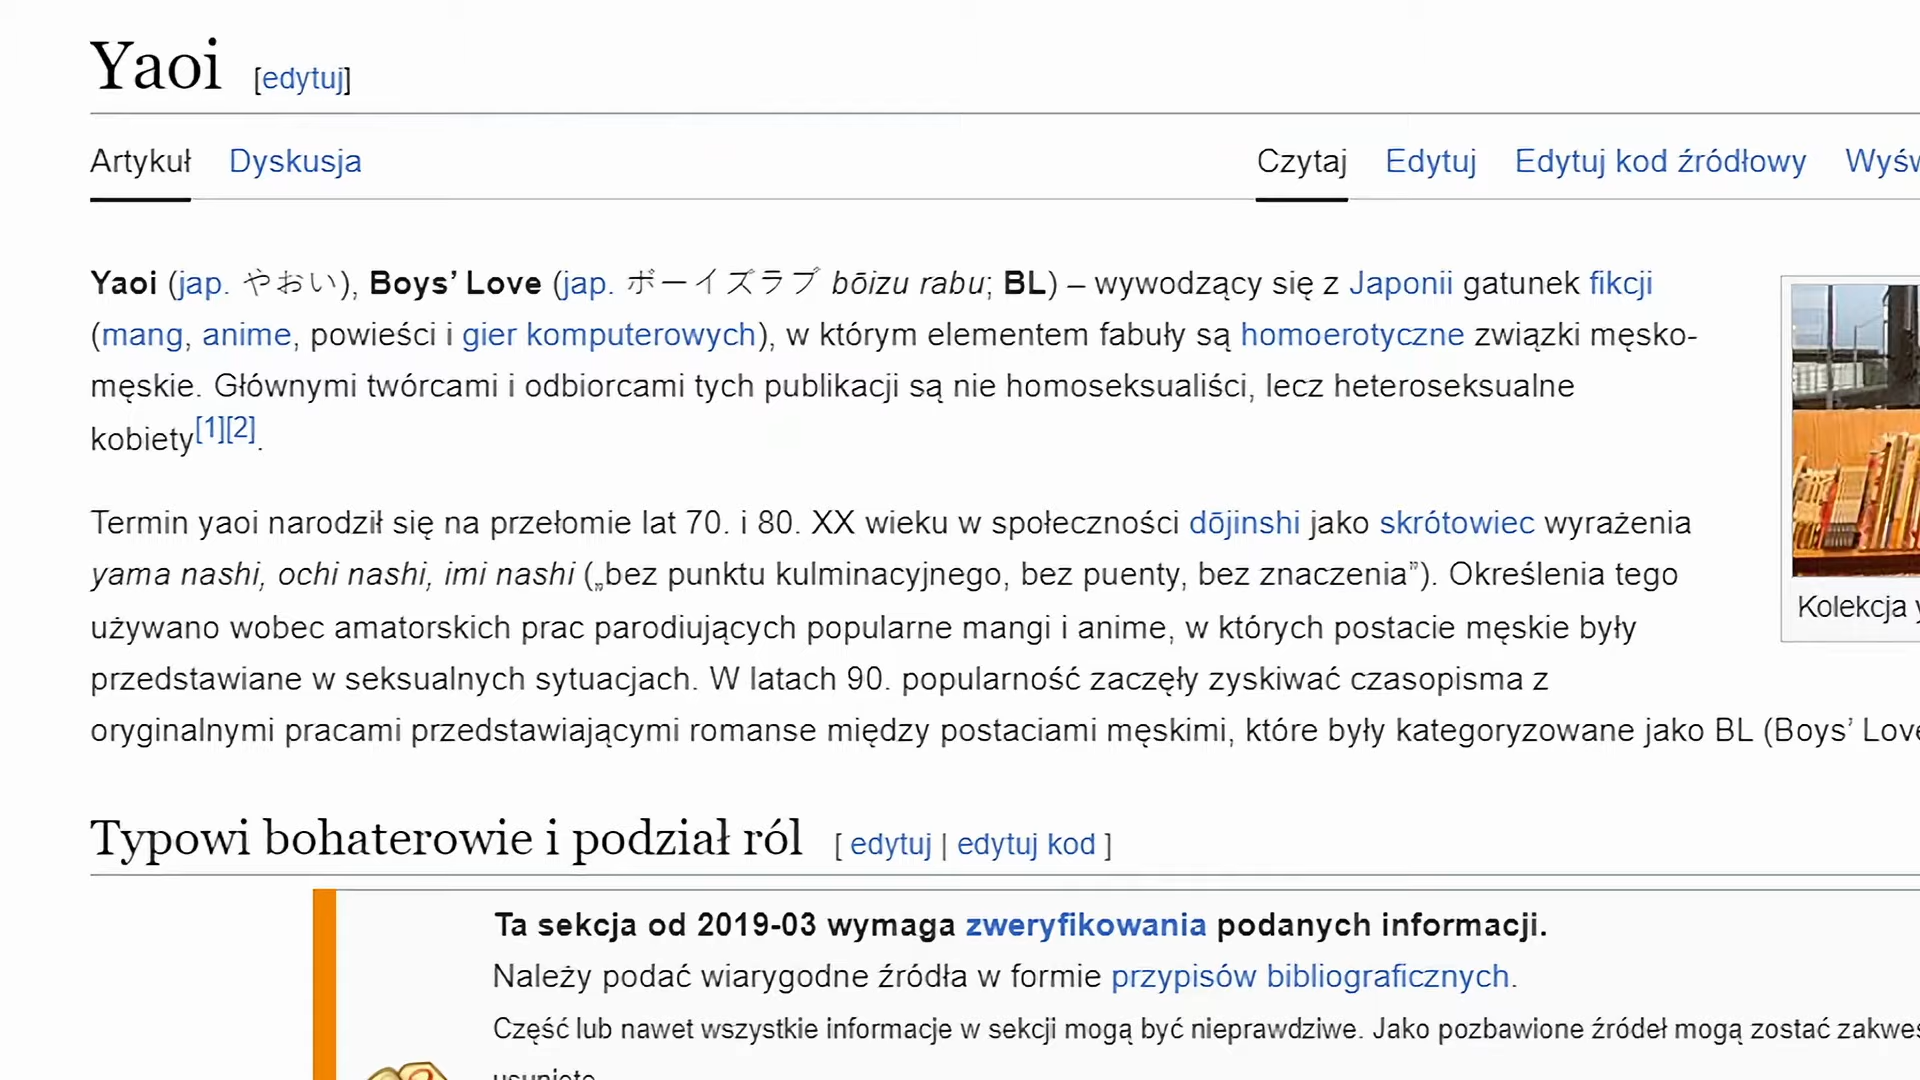 Yaoi [edytuj]
Artykuł Dyskusja Czytaj Edytuj Edytuj kod źródłowy
Yaoi (jap. やおい), Boys’ Love (jap. ボーイズラブ bōizu rabu; BL) – wywodzący się z Japonii gatunek fikcji
(mang, anime, powieści i gier komputerowych), w którym elementem fabuły są homoerotyczne związki męsko-
męskie. Głównymi twórcami i odbiorcami tych publikacji są nie homoseksualiści, lecz heteroseksualne
kobiety[1][2].
Termin yaoi narodził się na przełomie lat 70. i 80. XX wieku w społeczności dōjinshi jako skrótowiec wyrażenia
yama nashi, ochi nashi, imi nashi („bez punktu kulminacyjnego, bez puenty, bez znaczenia”). Określenia tego
używano wobec amatorskich prac parodiujących popularne mangi i anime, w których postacie męskie były
przedstawiane w seksualnych sytuacjach. W latach 90. popularność zaczęły zyskiwać czasopisma z
oryginalnymi pracami przedstawiającymi romanse między postaciami męskimi, które były kategoryzowane jako BL (Boys’ Love
Kolekcja
Typowi bohaterowie i podział ról [ edytuj | edytuj kod ]
Ta sekcja od 2019-03 wymaga zweryfikowania podanych informacji.
Należy podać wiarygodne źródła w formie przypisów bibliograficznych.
Część lub nawet wszystkie informacje w sekcji mogą być nieprawdziwe. Jako pozbawione źródeł mogą zostać